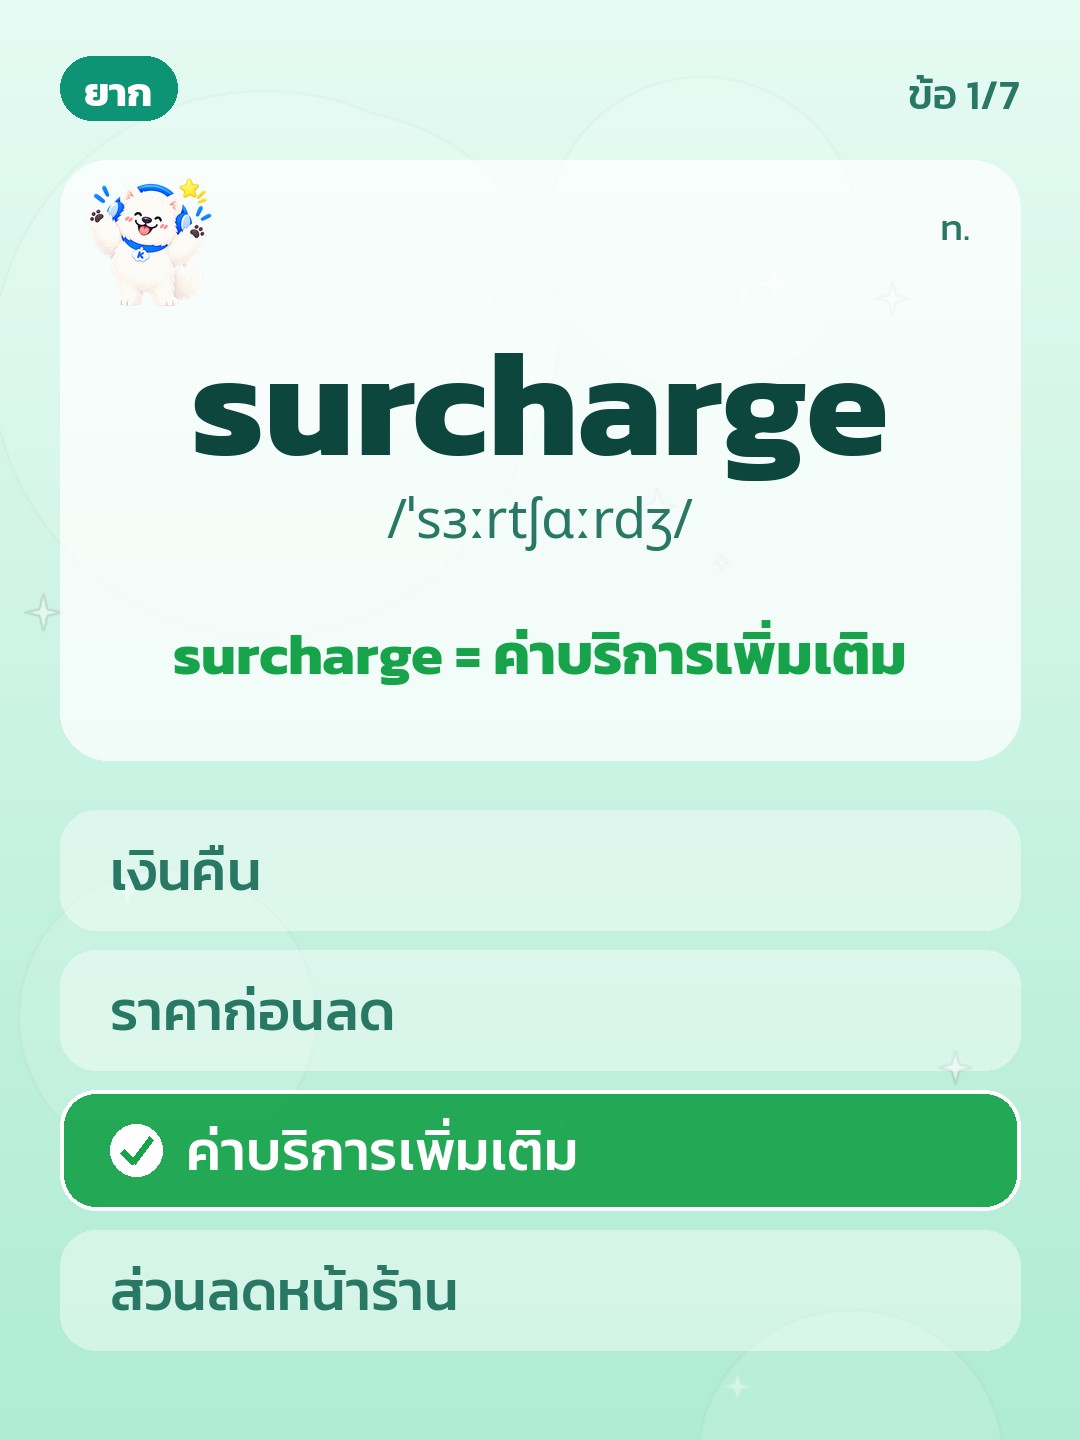 ยาก
ข้อ 1/7
n.
surcharge
/ˈsɜːrtʃɑːrdʒ/
surcharge = ค่าบริการเพิ่มเติม
เงินคืน
ราคาก่อนลด
ค่าบริการเพิ่มเติม
ส่วนลดหน้าร้าน